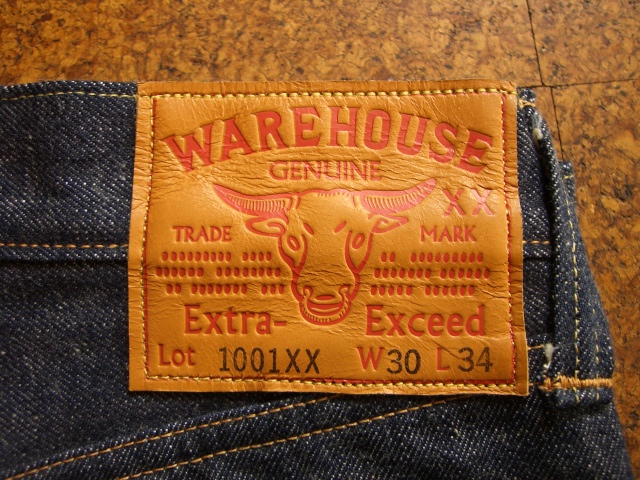 WAREHOUSE
GENUINE
XX
TRADE MARK
Extra- Exceed
Lot 1001XX W30 L34